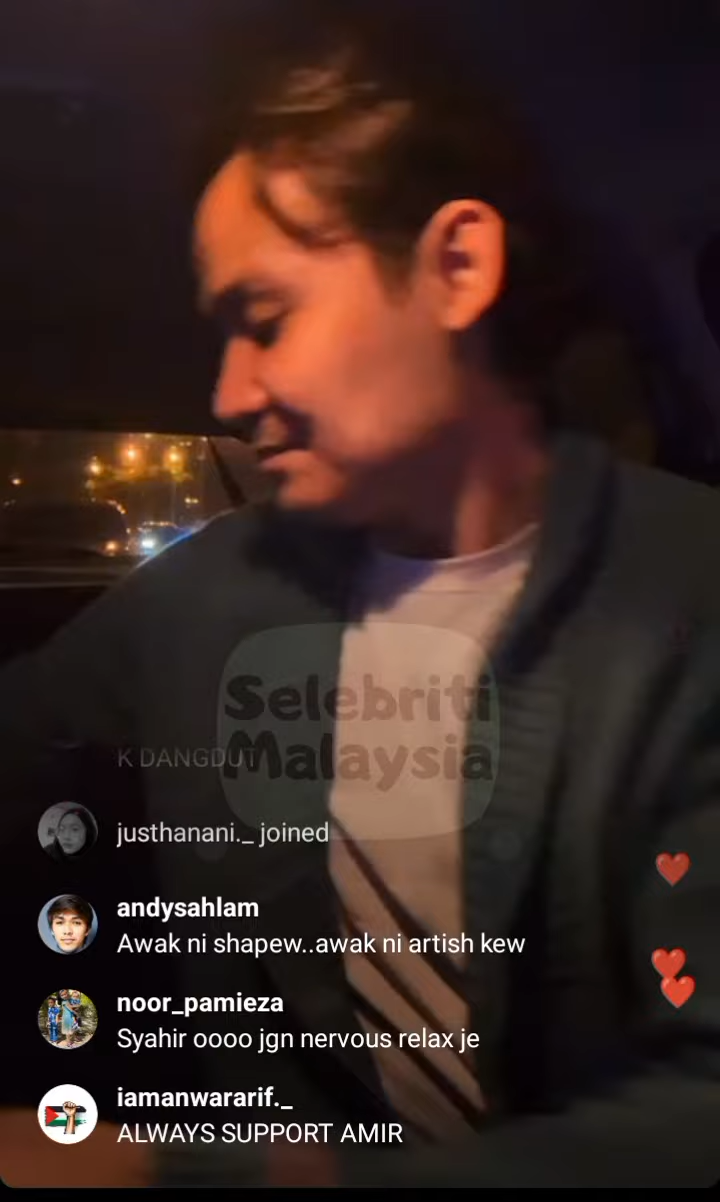 Selebriti
Malaysia
K DANGDUT
justhanani._ joined
andysahlam
Awak ni shapew..awak ni artish kew
noor_pamieza
Syahir oooo jgn nervous relax je
iamanwararif._
ALWAYS SUPPORT AMIR